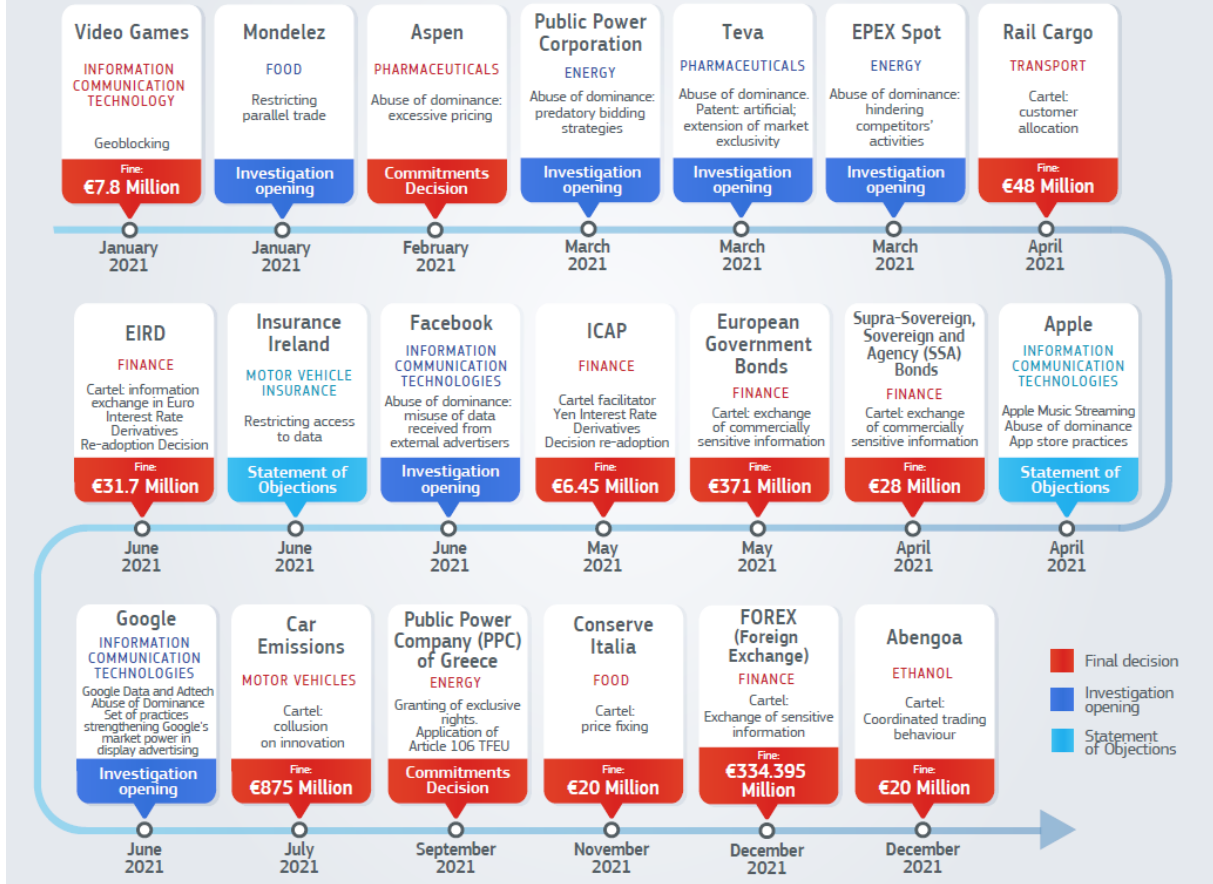 Video Games
INFORMATION
COMMUNICATION
TECHNOLOGY
Geoblocking
Fine:
€7.8 Million
January
2021
Mondelez
FOOD
Restricting
parallel trade
Investigation
opening
January
2021
Aspen
PHARMACEUTICALS
Abuse of dominance:
excessive pricing
Commitments
Decision
February
2021
Public Power
Corporation
ENERGY
Abuse of dominance:
predatory bidding
strategies
Investigation
opening
March
2021
Teva
PHARMACEUTICALS
Abuse of dominance.
Patent: artificial;
extension of market
exclusivity
Investigation
opening
March
2021
EPEX Spot
ENERGY
Abuse of dominance:
hindering
competitors'
activities
Investigation
opening
March
2021
Rail Cargo
TRANSPORT
Cartel:
customer
allocation
Fine:
€48 Million
April
2021
EIRD
FINANCE
Cartel: information
exchange in Euro
Interest Rate
Derivatives
Re-adoption Decision
Fine:
€31.7 Million
June
2021
Insurance
Ireland
MOTOR VEHICLE
INSURANCE
Restricting access
to data
Statement of
Objections
June
2021
Facebook
INFORMATION
COMMUNICATION
TECHNOLOGIES
Abuse of dominance:
misuse of data
received from
external advertisers
Investigation
opening
June
2021
ICAP
FINANCE
Cartel facilitator
Yen Interest Rate
Derivatives
Decision re-adoption
Fine:
€6.45 Million
May
2021
European
Government
Bonds
FINANCE
Cartel: exchange
of commercially
sensitive information
Fine:
€371 Million
May
2021
Supra-Sovereign,
Sovereign and
Agency (SSA)
Bonds
FINANCE
Cartel: exchange
of commercially
sensitive information
Fine:
€28 Million
April
2021
Apple
INFORMATION
COMMUNICATION
TECHNOLOGIES
Apple Music Streaming
Abuse of dominance
App store practices
Statement of
Objections
April
2021
Google
INFORMATION
COMMUNICATION
TECHNOLOGIES
Google Data and Adtech
Abuse of Dominance
Set of practices
strengthening Google's
market power in
display advertising
Investigation
opening
June
2021
Car
Emissions
MOTOR VEHICLES
Cartel:
collusion
on innovation
Fine:
€875 Million
July
2021
Public Power
Company (PPC)
of Greece
ENERGY
Granting of exclusive
rights.
Application of
Article 106 TFEU
Commitments
Decision
September
2021
Conserve
Italia
FOOD
Cartel:
price fixing
Fine:
€20 Million
November
2021
FOREX
(Foreign
Exchange)
FINANCE
Cartel:
Exchange of sensitive
information
Fine:
€334.395
Million
December
2021
Abengoa
ETHANOL
Cartel:
Coordinated trading
behaviour
Fine:
€20 Million
December
2021
Final decision
Investigation
opening
Statement
of Objections